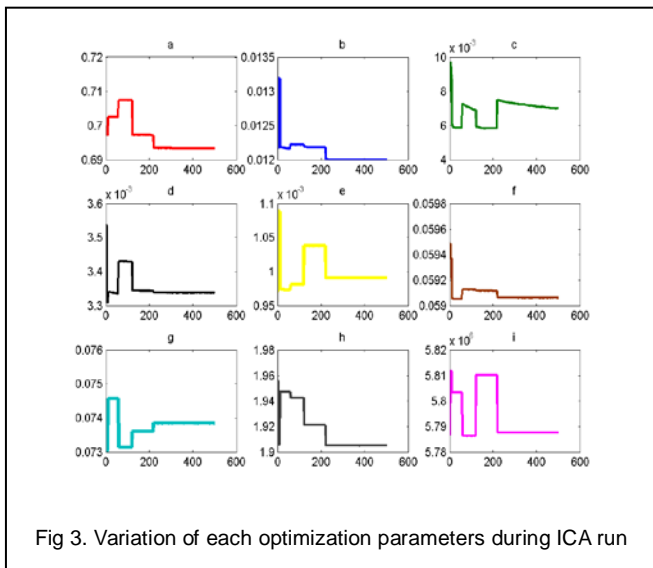 a b c
0.72 0.0135 10 x 10⁻³
0.71 0.013 8
0.7 0.0125 6
0.69 0.012 4
0 200 400 600 0 200 400 600 0 200 400 600
d e f
3.6 x 10⁻³ 1.1 x 10⁻³ 0.0598
3.5 1.05 0.0596
3.4 1 0.0594
3.3 0.95 0.0592
0.059
0 200 400 600 0 200 400 600 0 200 400 600
g h i
0.076 1.98 5.82 x 10⁶
0.075 1.96 5.81
0.074 1.94 5.8
0.073 1.92 5.79
1.9 5.78
0 200 400 600 0 200 400 600 0 200 400 600
Fig 3. Variation of each optimization parameters during ICA run